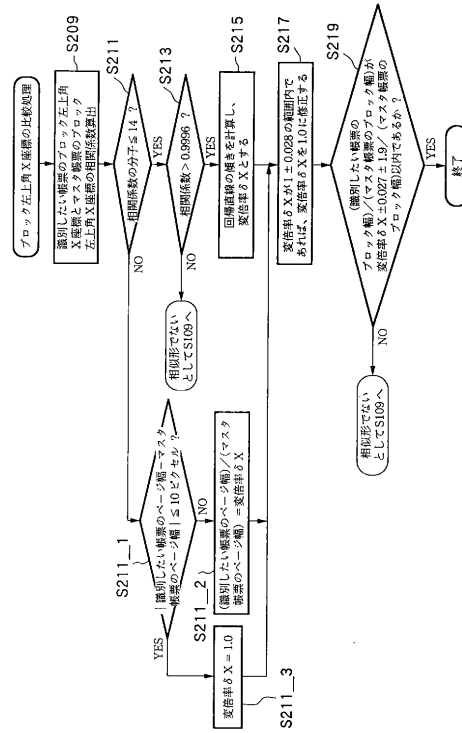 ブロック左上角X座標の比較処理
S209
識別したい帳票のブロック左上角
X座標とマスタ帳票のブロック
左上角X座標の相関係数算出
S211
相関係数の分子≦14 ?
YES
NO
S213
相関係数>0.9996 ?
YES
NO
相似形でない
としてS109へ
S215
回帰直線の傾きを計算し、
変倍率δXとする
S211_1
|識別したい帳票のページ幅－マスタ
帳票のページ幅|≦10ピクセル ?
YES
NO
S211_2
(識別したい帳票のページ幅)/(マスタ
帳票のページ幅)=変倍率δX
変倍率δX=1.0
S211_3
S217
変倍率δXが1±0.028の範囲内で
あれば、変倍率δXを1.0に修正する
S219
(識別したい帳票の
ブロック幅)/(マスタ帳票のブロック幅)が
変倍率δX±0.027±1.9/(マスタ帳票の
ブロック幅)以内であるか?
YES
NO
相似形でない
としてS109へ
終了